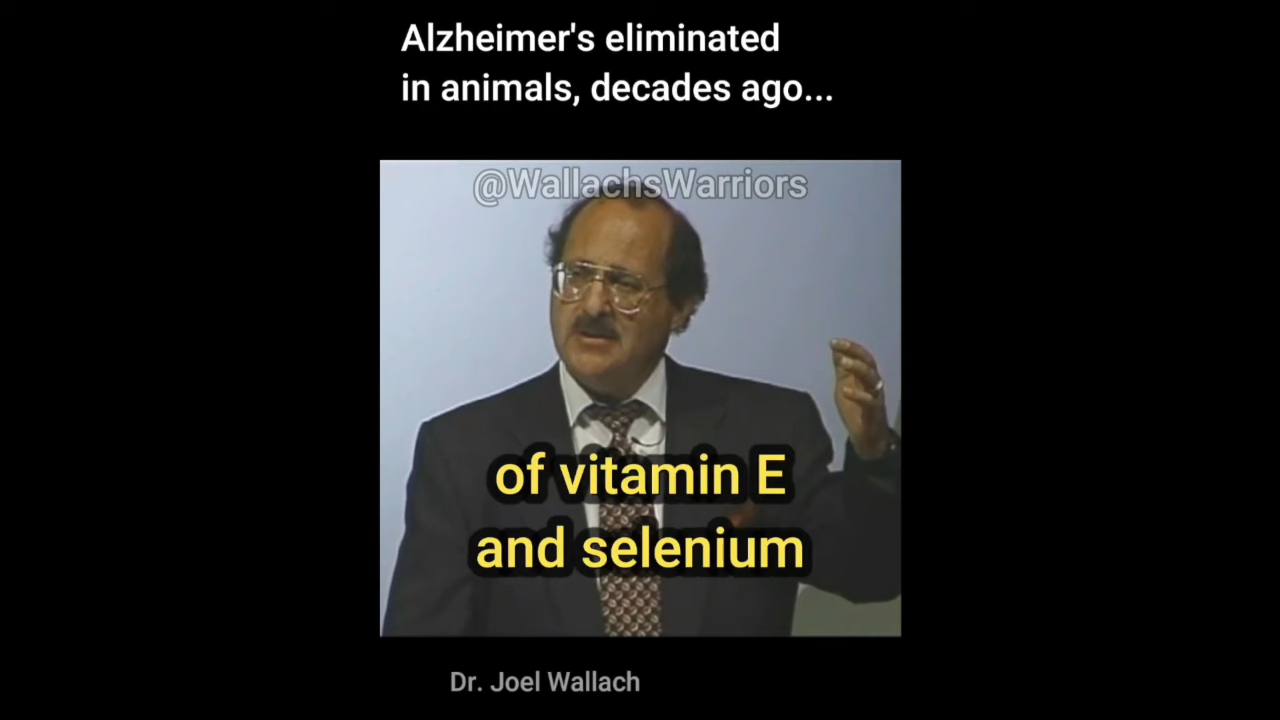 Alzheimer's eliminated
in animals, decades ago...
@WallachsWarriors
of vitamin E
and selenium
Dr. Joel Wallach